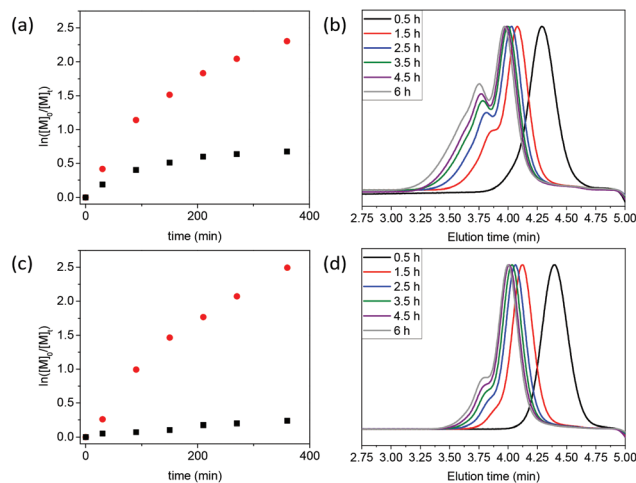 (a)
ln([M]0/[M]t)
2.5
2.0
1.5
1.0
0.5
0.0
0
200
400
time (min)
(b)
0.5 h
1.5 h
2.5 h
3.5 h
4.5 h
6 h
2.75 3.00 3.25 3.50 3.75 4.00 4.25 4.50 4.75 5.00
Elution time (min)
(c)
ln([M]0/[M]t)
2.5
2.0
1.5
1.0
0.5
0.0
0
200
400
time (min)
(d)
0.5 h
1.5 h
2.5 h
3.5 h
4.5 h
6 h
2.75 3.00 3.25 3.50 3.75 4.00 4.25 4.50 4.75 5.00
Elution time (min)